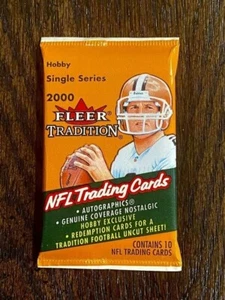 Hobby
Single Series
2000
FLEER
TRADITION
NFL Trading Cards
• AUTOGRAPHICS®
• GENUINE COVERAGE NOSTALGIC
HOBBY EXCLUSIVE
• REDEMPTION CARDS FOR A
TRADITION FOOTBALL UNCUT SHEET!
CONTAINS 10
NFL TRADING CARDS